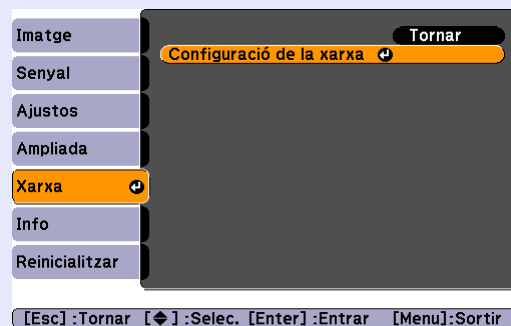 Imatge
Senyal
Ajustos
Ampliada
Xarxa
Info
Reinicialitzar
Tornar
Configuració de la xarxa
[Esc] :Tornar [◆] :Selec. [Enter] :Entrar [Menu]:Sortir